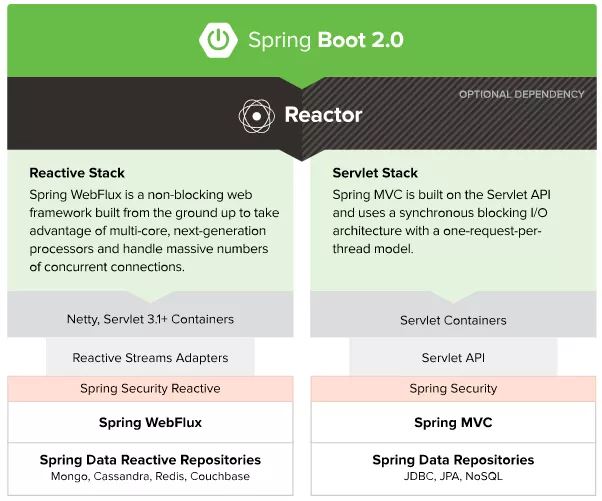 Spring Boot 2.0
OPTIONAL DEPENDENCY
Reactor
Reactive Stack
Spring WebFlux is a non-blocking web
framework built from the ground up to take
advantage of multi-core, next-generation
processors and handle massive numbers
of concurrent connections.
Servlet Stack
Spring MVC is built on the Servlet API
and uses a synchronous blocking I/O
architecture with a one-request-per-
thread model.
Netty, Servlet 3.1+ Containers
Servlet Containers
Reactive Streams Adapters
Servlet API
Spring Security Reactive
Spring Security
Spring WebFlux
Spring MVC
Spring Data Reactive Repositories
Mongo, Cassandra, Redis, Couchbase
Spring Data Repositories
JDBC, JPA, NoSQL